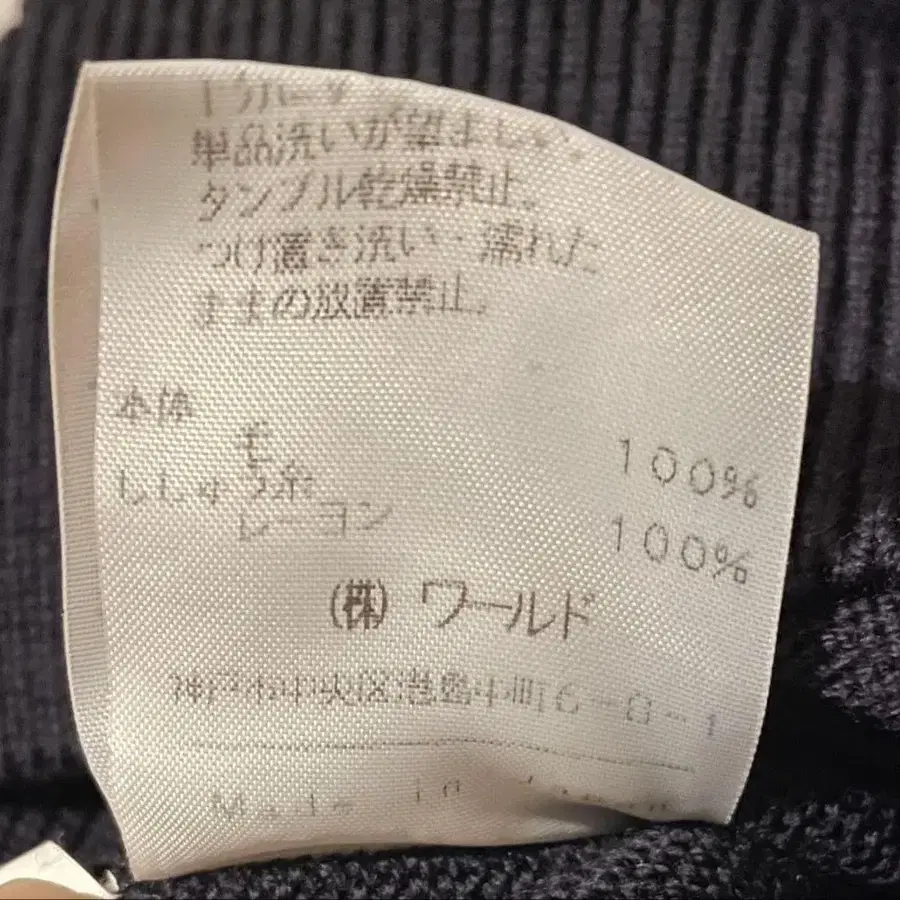 単品洗いが望ましい。
タンブル乾燥禁止。
つけ置き洗い・濡れた
ままの放置禁止。
本体
毛 100%
ししゅう糸
レーヨン 100%
(株) ワールド
神戸市中央区港島中町6-8-1
Made in Japan